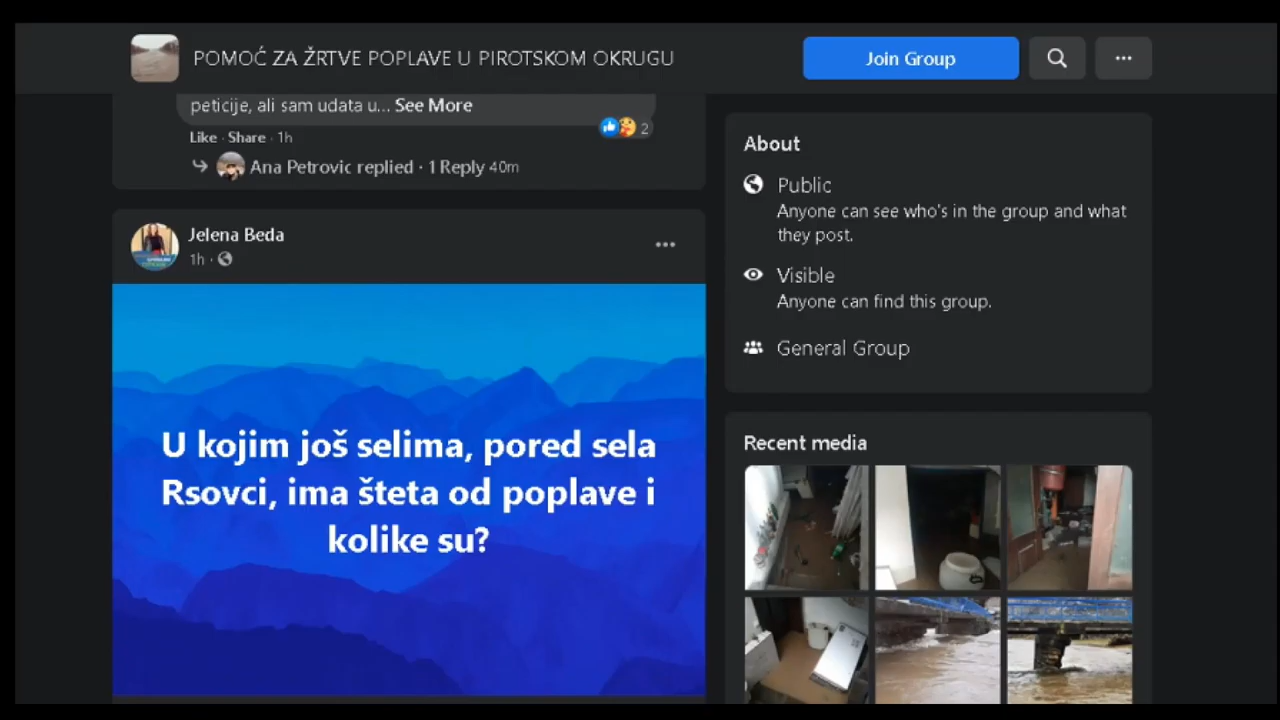 POMOĆ ZA ŽRTVE POPLAVE U PIROTSKOM OKRUGU
Join Group
peticije, ali sam udata u... See More
2
Like · Share · 1h
Ana Petrovic replied · 1 Reply 40m
Jelena Beda
1h ·
U kojim još selima, pored sela
Rsovci, ima šteta od poplave i
kolike su?
About
Public
Anyone can see who's in the group and what
they post.
Visible
Anyone can find this group.
General Group
Recent media